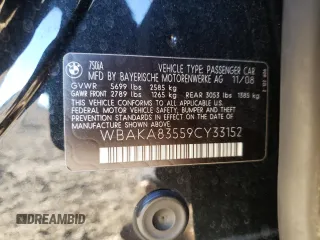 750iA
VEHICLE TYPE: PASSENGER CAR
MFD BY BAYERISCHE MOTORENWERKE AG 11/08
GVWR 5699 lbs 2585 kg
GAWR FRONT 2789 lbs 1265 kg REAR 3053 lbs 1385 kg
THIS VEHICLE CONFORMS TO ALL APPLICABLE
FEDERAL MOTOR VEHICLE SAFETY, BUMPER,
AND THEFT PREVENTION STANDARDS IN EFFECT
ON THE DATE OF MANUFACTURE SHOWN ABOVE.
WBAKA83559CY33152
DREAMBID